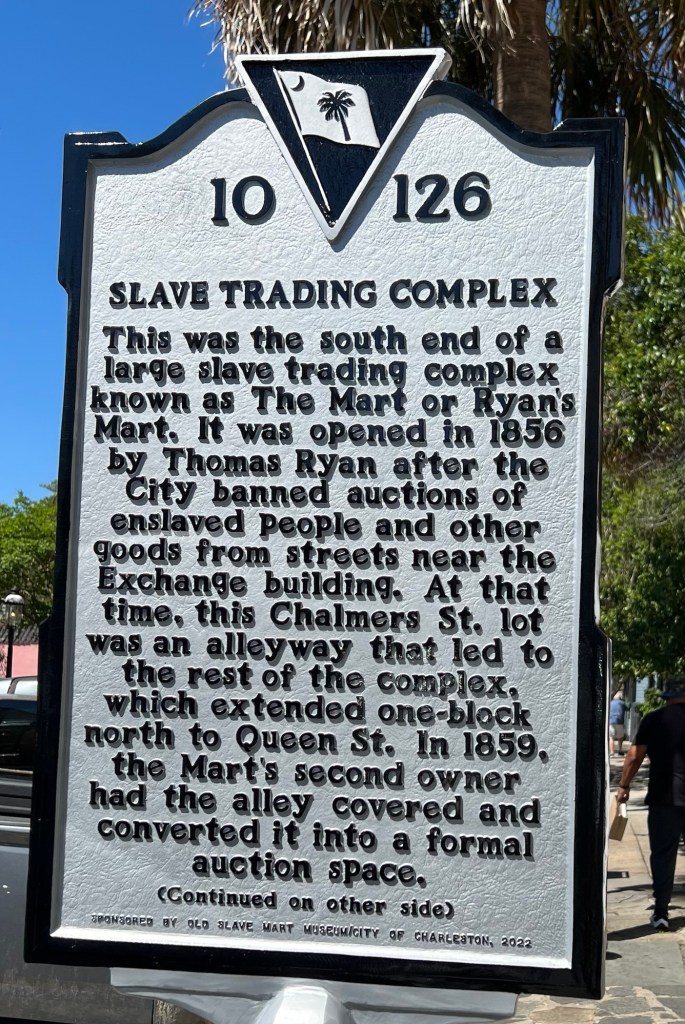 10 126
SLAVE TRADING COMPLEX
This was the south end of a
large slave trading complex
known as The Mart or Ryan's
Mart. It was opened in 1856
by Thomas Ryan after the
City banned auctions of
enslaved people and other
goods from streets near the
Exchange building. At that
time, this Chalmers St. lot
was an alleyway that led to
the rest of the complex,
which extended one-block
north to Queen St. In 1859,
the Mart's second owner
had the alley covered and
converted it into a formal
auction space.
(Continued on other side)
SPONSORED BY OLD SLAVE MART MUSEUM/CITY OF CHARLESTON, 2022